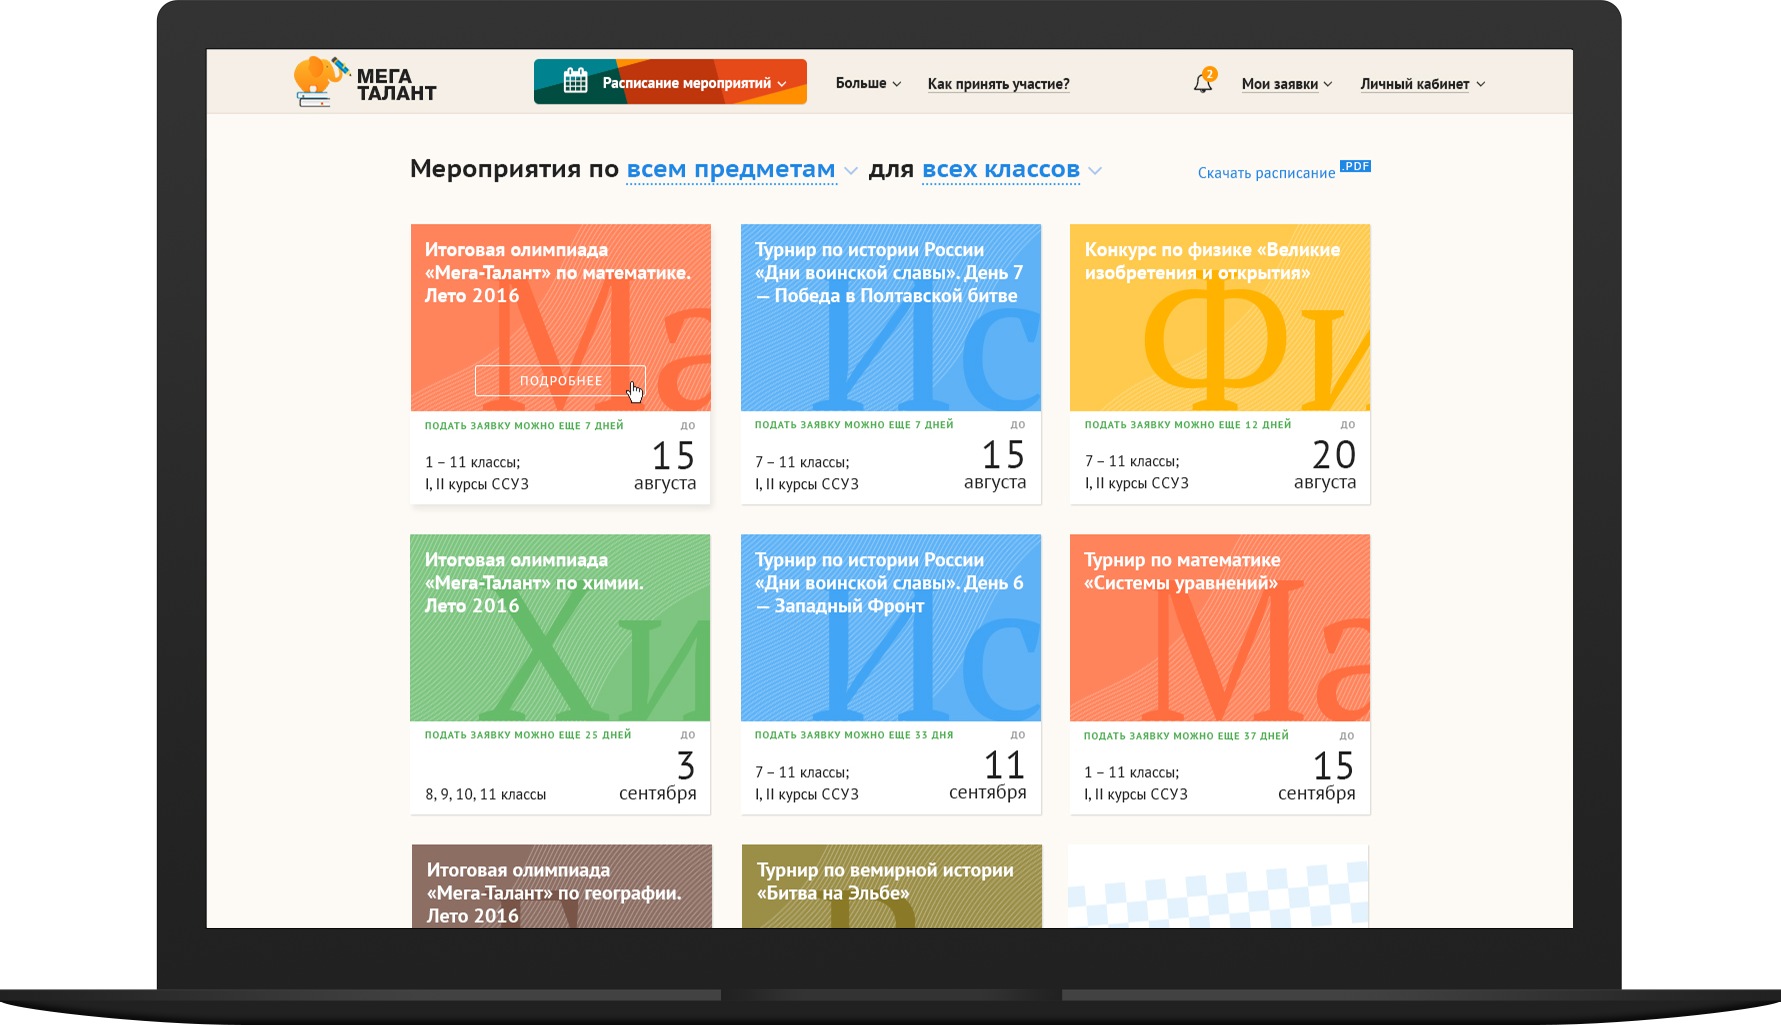 МЕГА
ТАЛАНТ
Расписание мероприятий
Больше
Как принять участие?
2
Мои заявки
Личный кабинет
Мероприятия по всем предметам для всех классов
Скачать расписание .PDF
Итоговая олимпиада
«Мега-Талант» по математике.
Лето 2016
Ма
ПОДРОБНЕЕ
ПОДАТЬ ЗАЯВКУ МОЖНО ЕЩЕ 7 ДНЕЙ
ДО
15
августа
1 – 11 классы;
I, II курсы ССУЗ
Турнир по истории России
«Дни воинской славы». День 7
— Победа в Полтавской битве
Ис
ПОДАТЬ ЗАЯВКУ МОЖНО ЕЩЕ 7 ДНЕЙ
ДО
15
августа
7 – 11 классы;
I, II курсы ССУЗ
Конкурс по физике «Великие
изобретения и открытия»
Фи
ПОДАТЬ ЗАЯВКУ МОЖНО ЕЩЕ 12 ДНЕЙ
ДО
20
августа
7 – 11 классы;
I, II курсы ССУЗ
Итоговая олимпиада
«Мега-Талант» по химии.
Лето 2016
Хи
ПОДАТЬ ЗАЯВКУ МОЖНО ЕЩЕ 25 ДНЕЙ
ДО
3
сентября
8, 9, 10, 11 классы
Турнир по истории России
«Дни воинской славы». День 6
— Западный Фронт
Ис
ПОДАТЬ ЗАЯВКУ МОЖНО ЕЩЕ 33 ДНЯ
ДО
11
сентября
7 – 11 классы;
I, II курсы ССУЗ
Турнир по математике
«Системы уравнений»
Ма
ПОДАТЬ ЗАЯВКУ МОЖНО ЕЩЕ 37 ДНЕЙ
ДО
15
сентября
1 – 11 классы;
I, II курсы ССУЗ
Итоговая олимпиада
«Мега-Талант» по географии.
Лето 2016
Турнир по вемирной истории
«Битва на Эльбе»